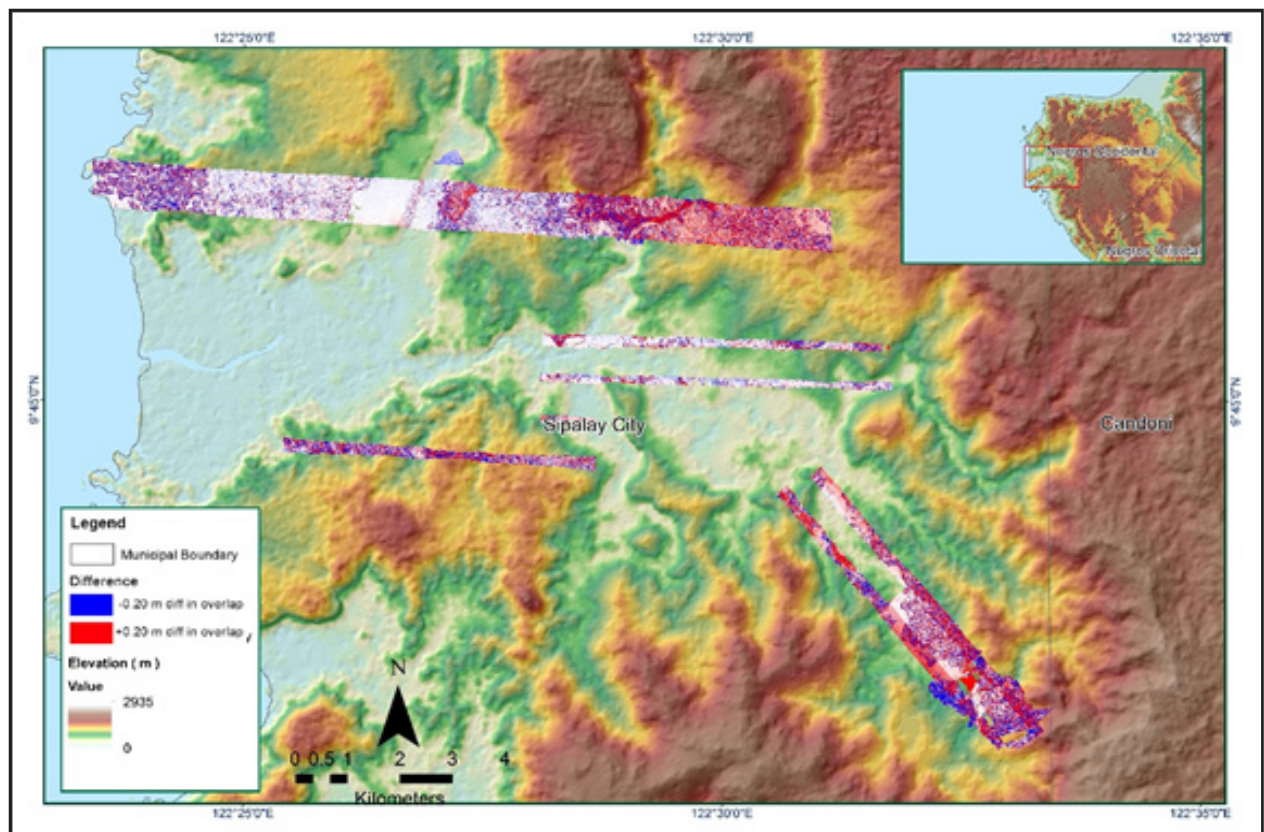 122°25'0"E 122°30'0"E 122°35'0"E
Negros Occidental
Negros Oriental
9°45'0"N 9°45'0"N
Sipalay City
Candoni
Legend
Municipal Boundary
Difference
-0.20 m diff in overlap
+0.20 m diff in overlap
Elevation ( m )
Value
2935
0
N
0 0.5 1 2 3 4
Kilometers
122°25'0"E 122°30'0"E 122°35'0"E